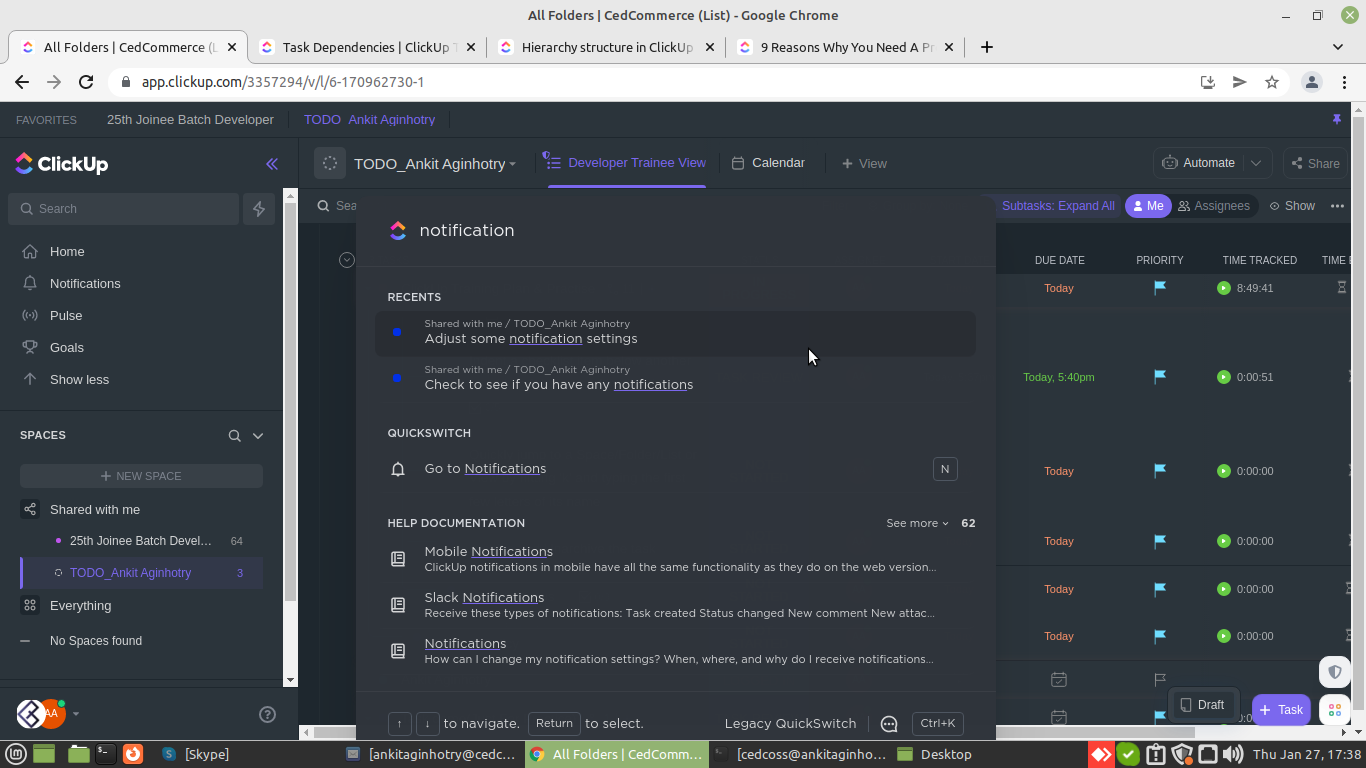 All Folders | CedCommerce (List) - Google Chrome
All Folders | CedCommerce (L
Task Dependencies | ClickUp T
Hierarchy structure in ClickUp
9 Reasons Why You Need A Pr
app.clickup.com/3357294/v/l/6-170962730-1
FAVORITES
25th Joinee Batch Developer
TODO_Ankit Aginhotry
ClickUp
TODO_Ankit Aginhotry
Developer Trainee View
Calendar
+ View
Automate
Share
Search
Sea
Subtasks: Expand All
Me
Assignees
Show
notification
Home
Notifications
Pulse
Goals
Show less
DUE DATE
PRIORITY
TIME TRACKED
TIME E
Today
8:49:41
RECENTS
Shared with me / TODO_Ankit Aginhotry
Adjust some notification settings
Shared with me / TODO_Ankit Aginhotry
Check to see if you have any notifications
Today, 5:40pm
0:00:51
SPACES
+ NEW SPACE
Shared with me
25th Joinee Batch Devel...
64
TODO_Ankit Aginhotry
3
Everything
No Spaces found
QUICKSWITCH
Go to Notifications
N
Today
0:00:00
HELP DOCUMENTATION
See more
62
Mobile Notifications
ClickUp notifications in mobile have all the same functionality as they do on the web version...
Today
0:00:00
Slack Notifications
Receive these types of notifications: Task created Status changed New comment New attac...
Today
0:00:00
Notifications
How can I change my notification settings? When, where, and why do I receive notifications...
Today
0:00:00
AA
↑ ↓ to navigate. Return to select.
Legacy QuickSwitch
Ctrl+K
Draft
+ Task
[Skype]
[ankitaginhotry@cedc...
All Folders | CedComm...
[cedcoss@ankitaginho...
Desktop
Thu Jan 27, 17:38